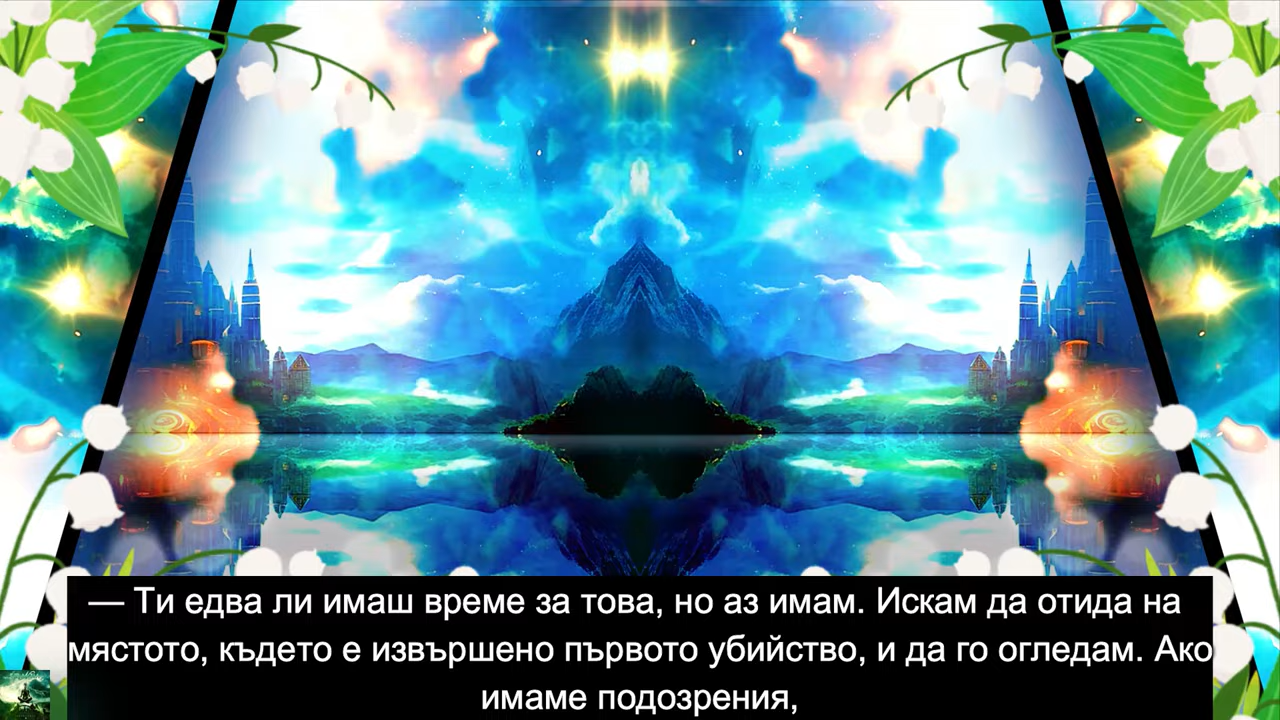 — Ти едва ли имаш време за това, но аз имам. Искам да отида на
мястото, където е извършено първото убийство, и да го огледам. Ако
имаме подозрения,